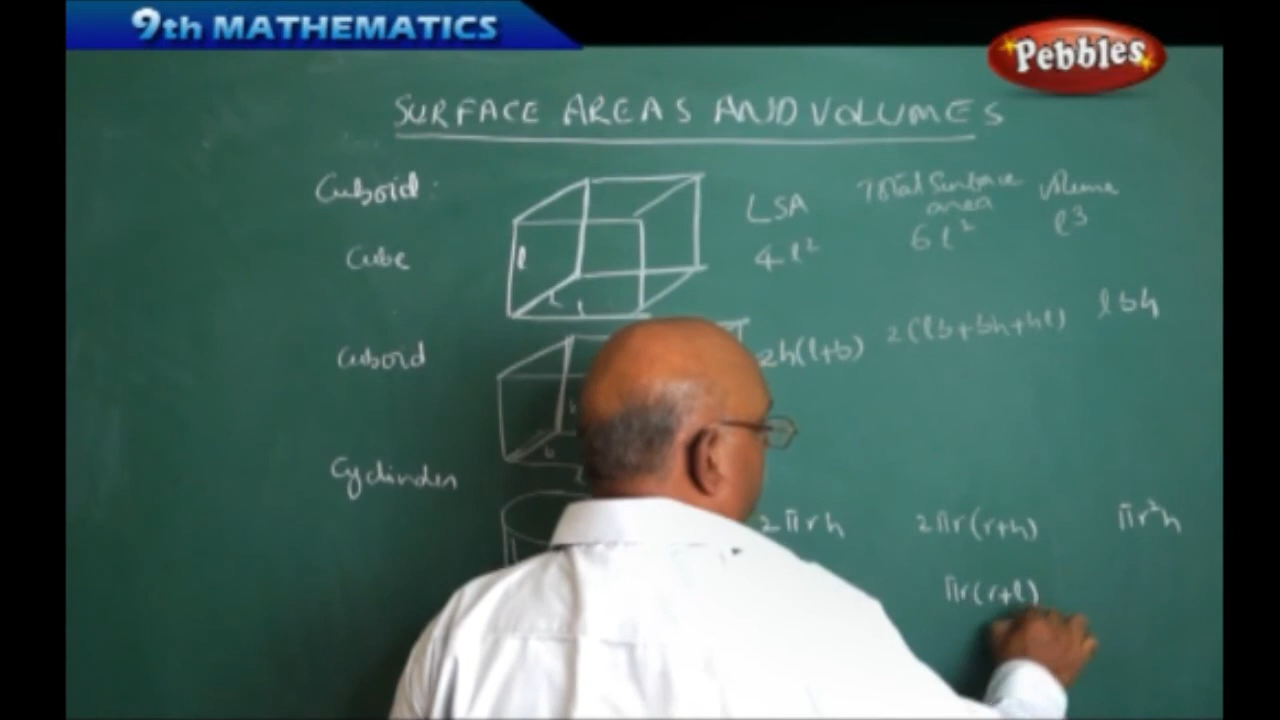 9th MATHEMATICS
Pebbles
SURFACE AREAS AND VOLUMES
Cuboid:
LSA Total Surface area Volume
Cube l l 4l² 6l² l³
Cuboid b 2h(l+b) 2(lb+bh+hl) lbh
Cyclinder 2πrh 2πr(r+h) πr²h
πr(r+l)